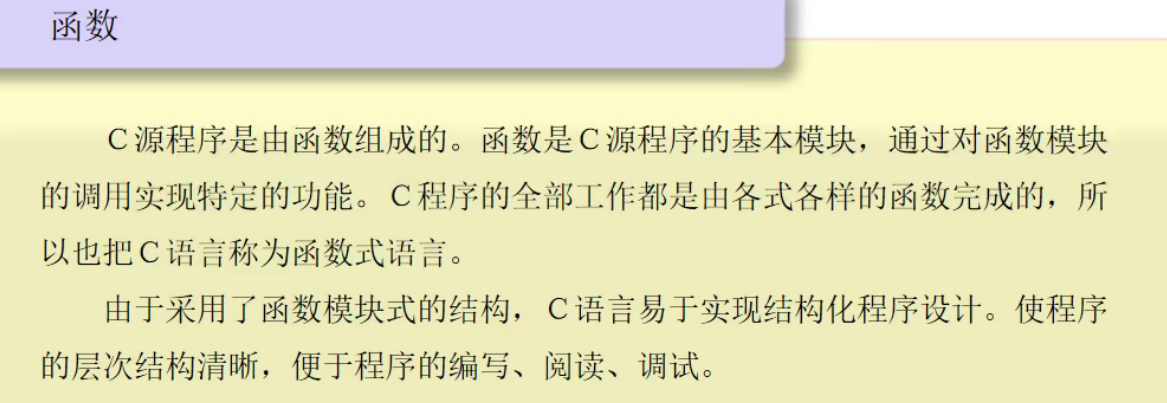 函数
C源程序是由函数组成的。函数是C源程序的基本模块，通过对函数模块
的调用实现特定的功能。C程序的全部工作都是由各式各样的函数完成的，所
以也把C语言称为函数式语言。
由于采用了函数模块式的结构，C语言易于实现结构化程序设计。使程序
的层次结构清晰，便于程序的编写、阅读、调试。